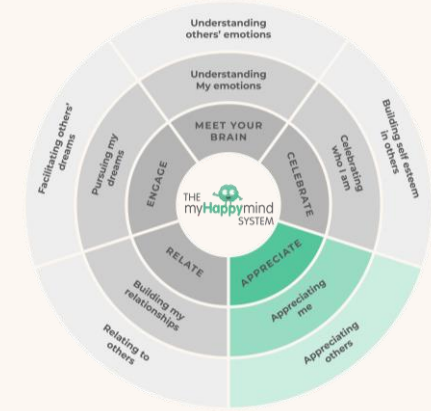 Understanding
others' emotions
Understanding
My emotions
MEET YOUR
BRAIN
Building self esteem
in others
Celebrating
who I am
CELEBRATE
Appreciating
others
Appreciating
me
APPRECIATE
Relating to
others
Building my
relationships
RELATE
Facilitating others'
dreams
Pursuing my
dreams
ENGAGE
THE
myHappymind
SYSTEM